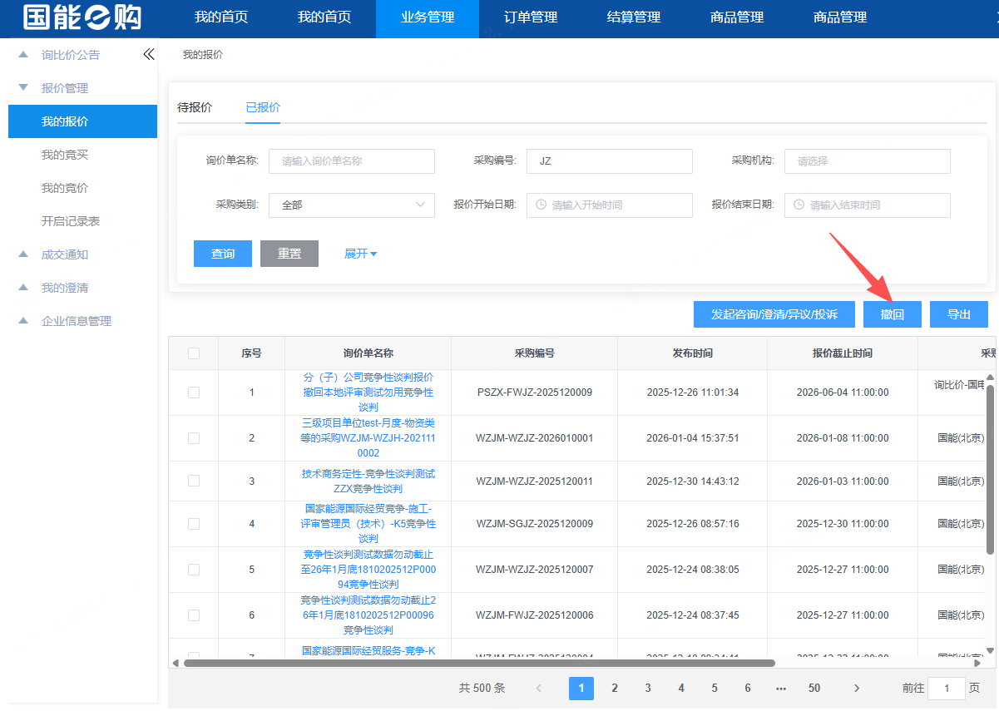 国能e购
我的首页
我的首页
业务管理
订单管理
结算管理
商品管理
商品管理
询比价公告
报价管理
我的报价
我的竞买
我的竞价
开启记录表
成交通知
我的澄清
企业信息管理
我的报价
待报价
已报价
询价单名称:
请输入询价单名称
采购编号:
JZ
采购机构:
请选择
采购类别:
全部
报价开始日期:
请输入开始时间
报价结束日期:
请输入结束时间
查询
重置
展开
发起咨询/澄清/异议/投诉
撤回
导出
序号
询价单名称
采购编号
发布时间
报价截止时间
采
1
分（子）公司竞争性谈判报价
撤回本地评审测试勿用竞争性
谈判
PSZX-FWJZ-2025120009
2025-12-26 11:01:34
2026-06-04 11:00:00
询比价-国电
2
三级项目单位test-月度-物资类
等的采购WZJM-WZJH-202111
0002
WZJM-WZJZ-2026010001
2026-01-04 15:37:51
2026-01-08 11:00:00
国能(北京)
3
技术商务定性-竞争性谈判测试
ZZX竞争性谈判
WZJM-WZJZ-2025120011
2025-12-30 14:43:12
2026-01-03 11:00:00
国能(北京)
4
国家能源国际经贸竞争-施工-
评审管理员（技术）-K5竞争性
谈判
WZJM-SGJZ-2025120009
2025-12-26 08:57:16
2025-12-30 11:00:00
国能(北京)
5
竞争性谈判测试数据勿动截止
至26年1月底1810202512P000
94竞争性谈判
WZJM-WZJZ-2025120007
2025-12-24 08:38:05
2025-12-27 11:00:00
国能(北京)
6
竞争性谈判测试数据勿动截止2
6年1月底1810202512P00096
竞争性谈判
WZJM-FWJZ-2025120006
2025-12-24 08:37:45
2025-12-27 11:00:00
国能(北京)
国家能源国际经贸服务-竞争-K
共 500 条
1
2
3
4
5
6
•••
50
前往
1
页